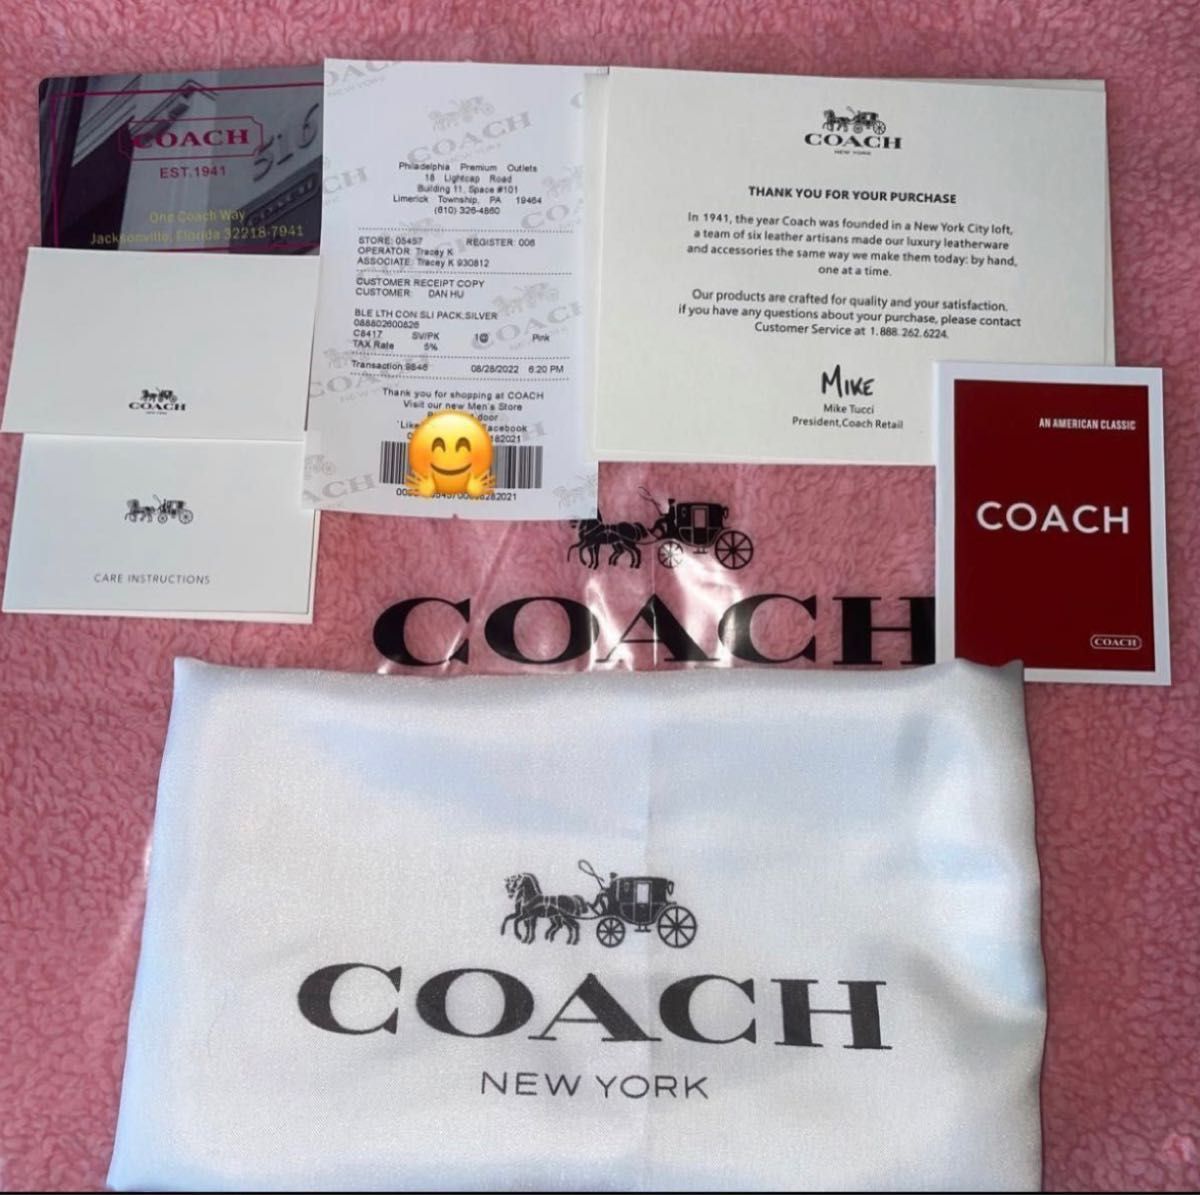 COACH
EST.1941
One Coach Way
Jacksonville, Florida 32218-7941
COACH
NEW YORK
Philadelphia Premium Outlets
18 Lightcap Road
Building 11, Space #101
Limerick Township, PA 19464
(610) 326-4860
STORE: 05457 REGISTER: 006
OPERATOR: Tracey K
ASSOCIATE: Tracey K 930812
CUSTOMER RECEIPT COPY
CUSTOMER: DAN HU
BLE LTH CON SLI PACK,SILVER
088802600826
C8417 SV/PK 1@ Pink
TAX Rate 5%
Transaction 9846 08/28/2022 6:20 PM
Thank you for shopping at COACH
Visit our new Men's Store
door
COACH
NEW YORK
THANK YOU FOR YOUR PURCHASE
In 1941, the year Coach was founded in a New York City loft,
a team of six leather artisans made our luxury leatherware
and accessories the same way we make them today: by hand,
one at a time.
Our products are crafted for quality and your satisfaction.
if you have any questions about your purchase, please contact
Customer Service at 1.888.262.6224.
MIKE
Mike Tucci
President,Coach Retail
COACH
CARE INSTRUCTIONS
AN AMERICAN CLASSIC
COACH
COACH
COACH
COACH
NEW YORK